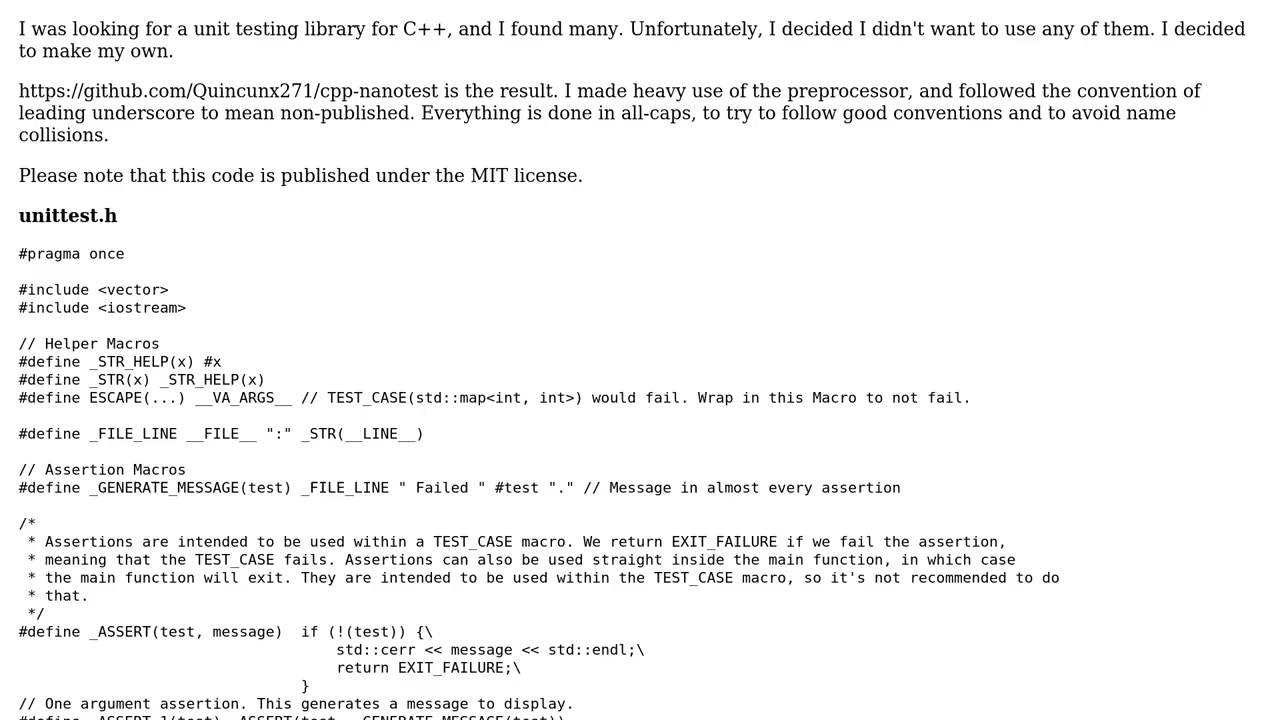 I was looking for a unit testing library for C++, and I found many. Unfortunately, I decided I didn't want to use any of them. I decided
to make my own.
https://github.com/Quincunx271/cpp-nanotest is the result. I made heavy use of the preprocessor, and followed the convention of
leading underscore to mean non-published. Everything is done in all-caps, to try to follow good conventions and to avoid name
collisions.
Please note that this code is published under the MIT license.
unittest.h
#pragma once
#include <vector>
#include <iostream>
// Helper Macros
#define _STR_HELP(x) #x
#define _STR(x) _STR_HELP(x)
#define ESCAPE(...) __VA_ARGS__ // TEST_CASE(std::map<int, int>) would fail. Wrap in this Macro to not fail.
#define _FILE_LINE __FILE__ ":" _STR(__LINE__)
// Assertion Macros
#define _GENERATE_MESSAGE(test) _FILE_LINE " Failed " #test "." // Message in almost every assertion
/*
 * Assertions are intended to be used within a TEST_CASE macro. We return EXIT_FAILURE if we fail the assertion,
 * meaning that the TEST_CASE fails. Assertions can also be used straight inside the main function, in which case
 * the main function will exit. They are intended to be used within the TEST_CASE macro, so it's not recommended to do
 * that.
 */
#define _ASSERT(test, message)  if (!(test)) {\
                                    std::cerr << message << std::endl;\
                                    return EXIT_FAILURE;\
                                }
// One argument assertion. This generates a message to display.